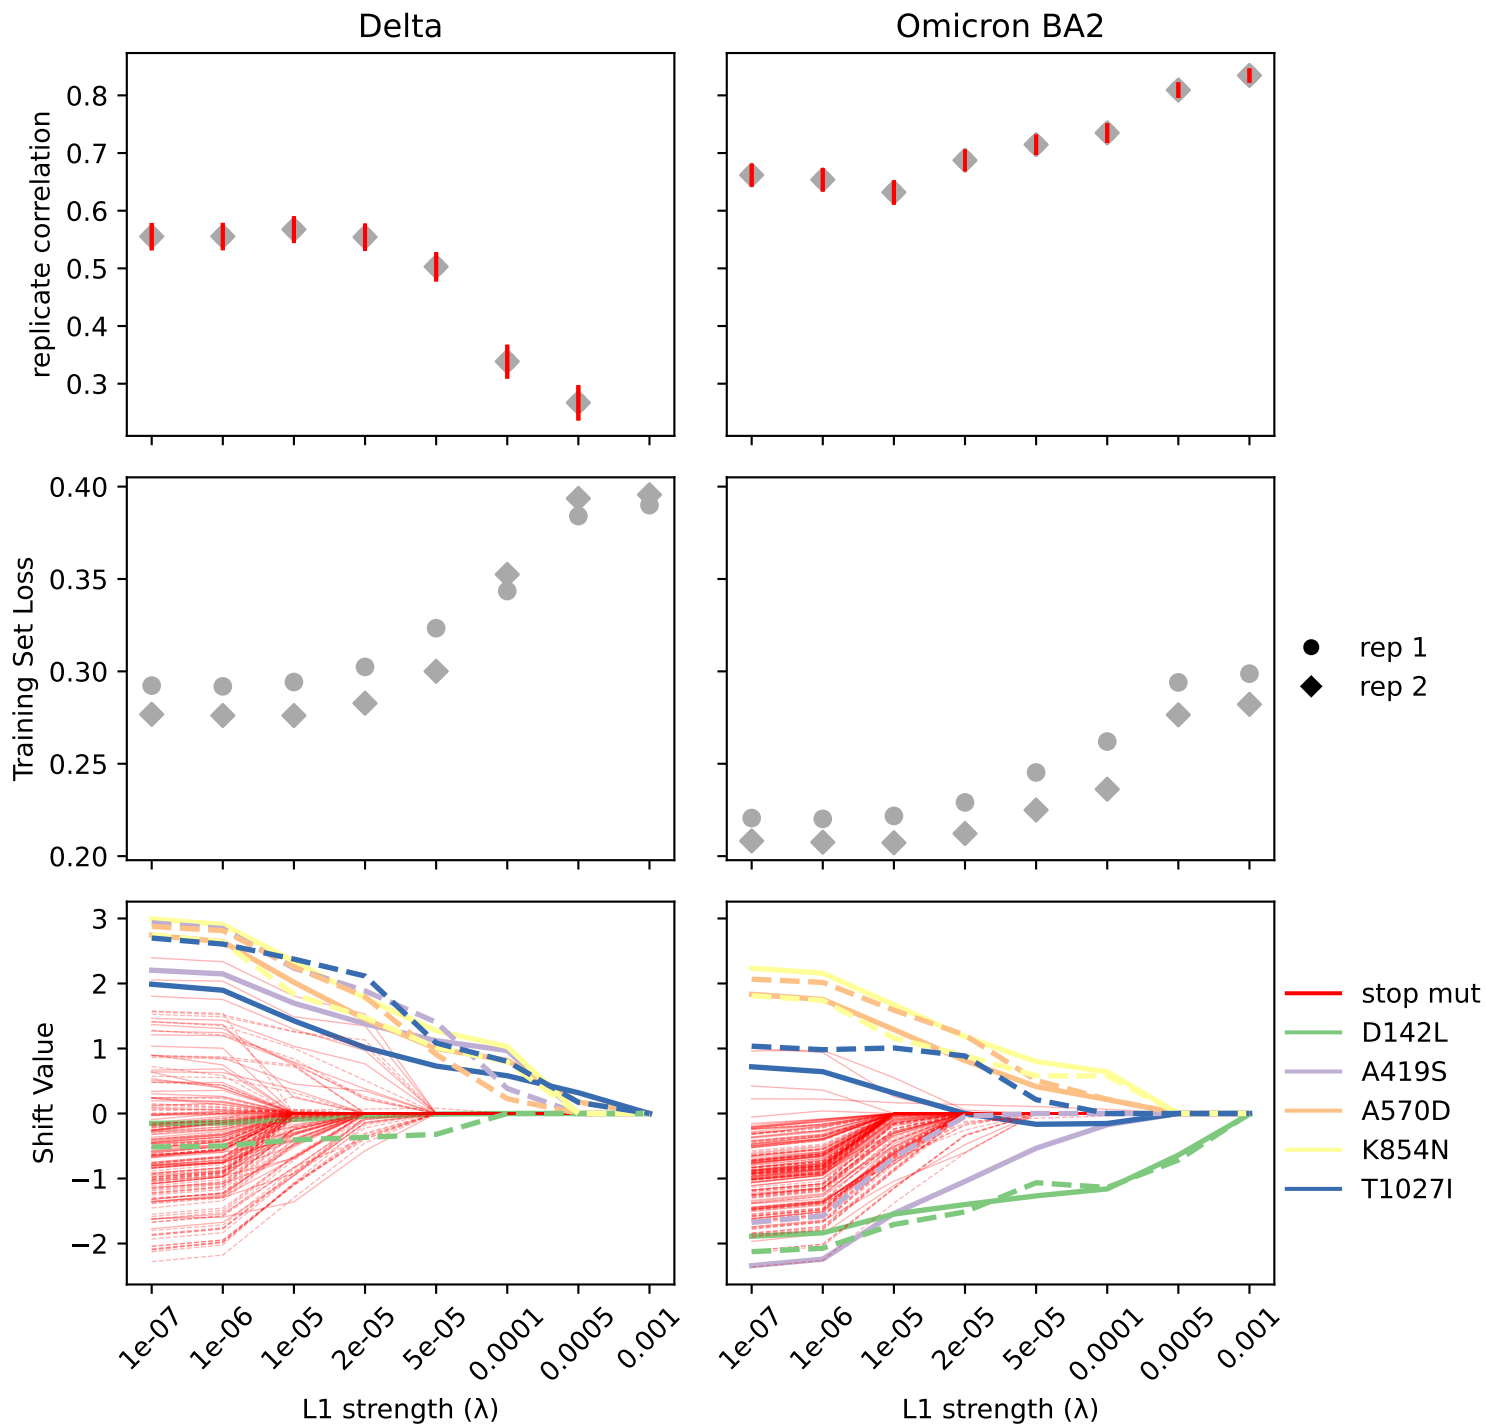 Delta
Omicron BA2
replicate correlation
0.8
0.7
0.6
0.5
0.4
0.3
Training Set Loss
0.40
0.35
0.30
0.25
0.20
rep 1
rep 2
Shift Value
3
2
1
0
−1
−2
stop mut
D142L
A419S
A570D
K854N
T1027I
1e-07
1e-06
1e-05
2e-05
5e-05
0.0001
0.0005
0.001
1e-07
1e-06
1e-05
2e-05
5e-05
0.0001
0.0005
0.001
L1 strength (λ)
L1 strength (λ)